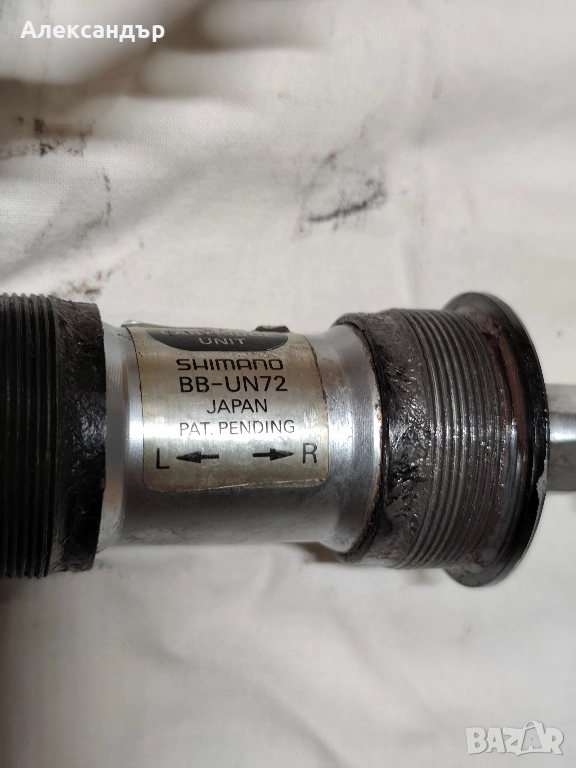 Александър
UNIT
SHIMANO
BB-UN72
JAPAN
PAT. PENDING
L R
BAZAR